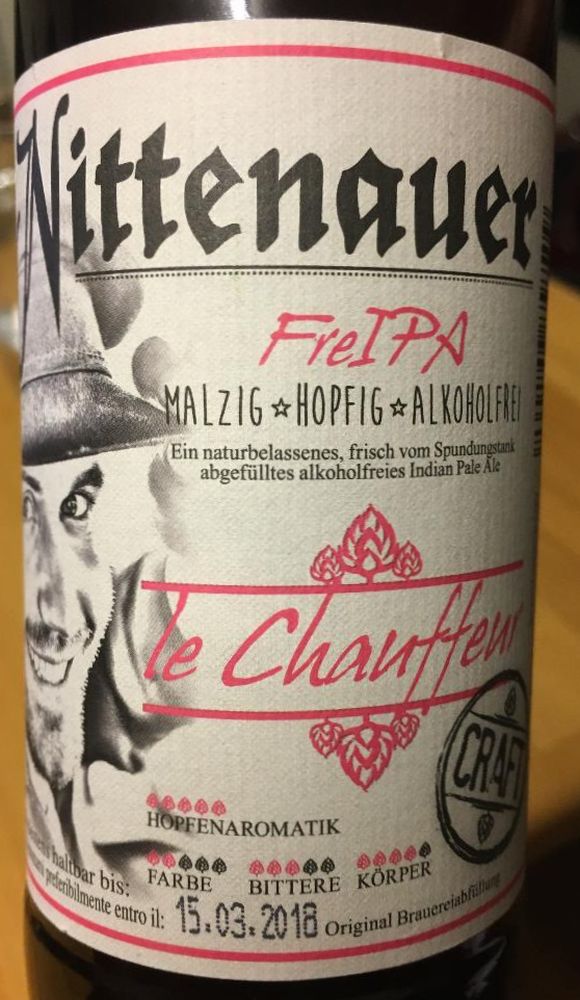 Nittenauer
FreIPA
MALZIG ☆ HOPFIG ☆ ALKOHOLFREI
Ein naturbelassenes, frisch vom Spundungstank
abgefülltes alkoholfreies Indian Pale Ale
le Chauffeur
CRAFT
HOPFENAROMATIK
FARBE BITTERE KÖRPER
haltbar bis:
preferibilmente entro il: 15.03.2018 Original Brauereiabfüllung